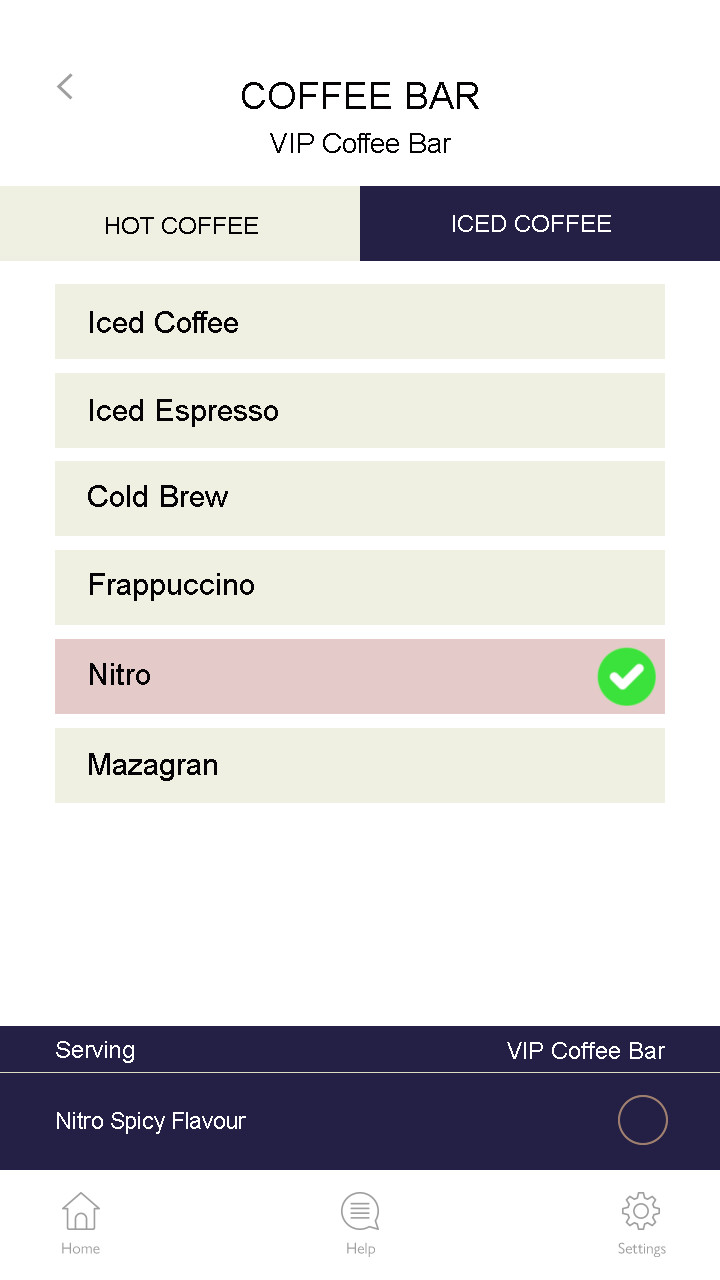 COFFEE BAR
VIP Coffee Bar
HOT COFFEE
ICED COFFEE
Iced Coffee
Iced Espresso
Cold Brew
Frappuccino
Nitro
Mazagran
Serving
VIP Coffee Bar
Nitro Spicy Flavour
Home
Help
Settings